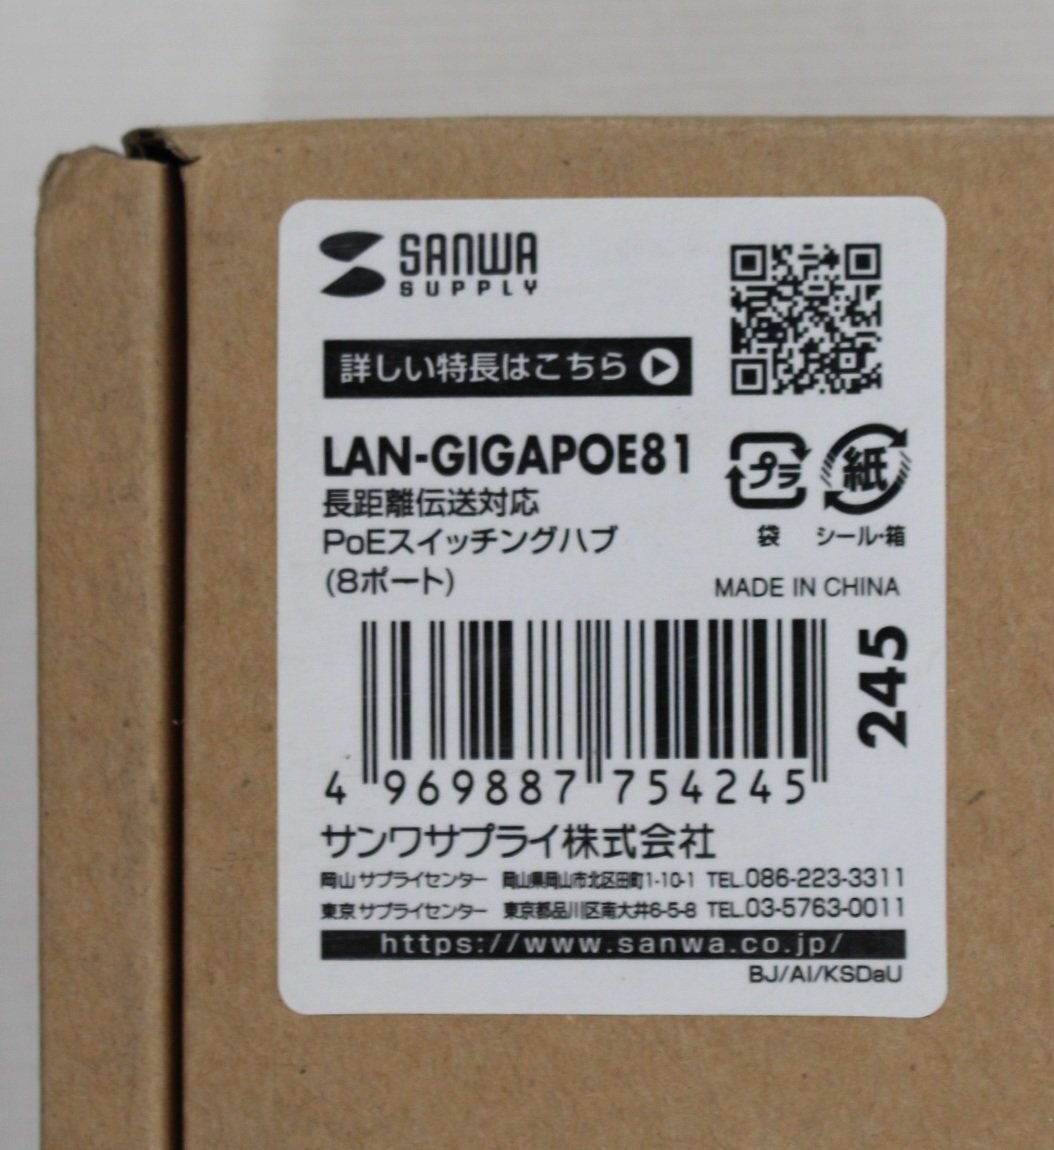 SANWA
SUPPLY
詳しい特長はこちら
LAN-GIGAPOE81
長距離伝送対応
PoEスイッチングハブ
(8ポート)
プラ
袋
紙
シール・箱
MADE IN CHINA
245
4 969887 754245
サンワサプライ株式会社
岡山サプライセンター 岡山県岡山市北区田町1-10-1 TEL.086-223-3311
東京サプライセンター 東京都品川区南大井6-5-8 TEL.03-5763-0011
https://www.sanwa.co.jp/
BJ/AI/KSDaU